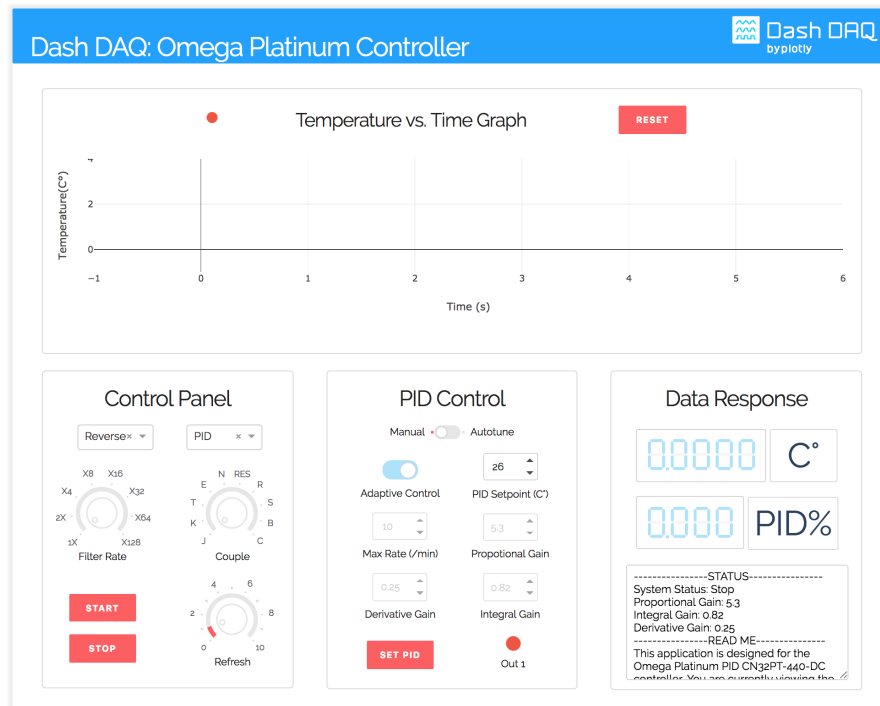 Dash DAQ: Omega Platinum Controller
Dash DAQ
by plotly
Temperature vs. Time Graph
RESET
Temperature(C°)
4
2
0
−1 0 1 2 3 4 5 6
Time (s)
Control Panel
Reverse× PID ×
X8 X16
X4 X32
2X X64
1X X128
Filter Rate
N RES
E R
T S
K B
J C
Couple
START
STOP
4 6
2 8
0 10
Refresh
PID Control
Manual Autotune
26
Adaptive Control PID Setpoint (C°)
10 5.3
Max Rate (/min) Propotional Gain
0.25 0.82
Derivative Gain Integral Gain
SET PID
Out 1
Data Response
0.0000 C°
0.000 PID%
-----------------STATUS-----------------
System Status: Stop
Proportional Gain: 5.3
Integral Gain: 0.82
Derivative Gain: 0.25
-----------------READ ME----------------
This application is designed for the
Omega Platinum PID CN32PT-440-DC
controller. You are currently viewing the